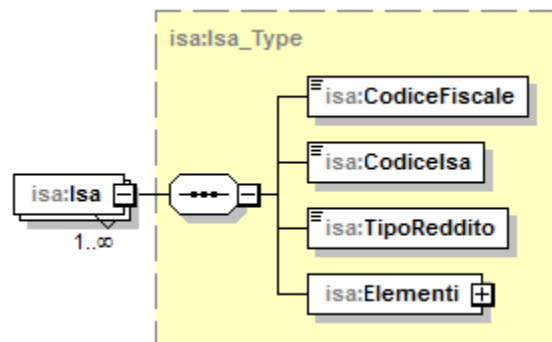 isa:Isa_Type
isa:CodiceFiscale
isa:CodiceIsa
isa:Isa
1..∞
isa:TipoReddito
isa:Elementi